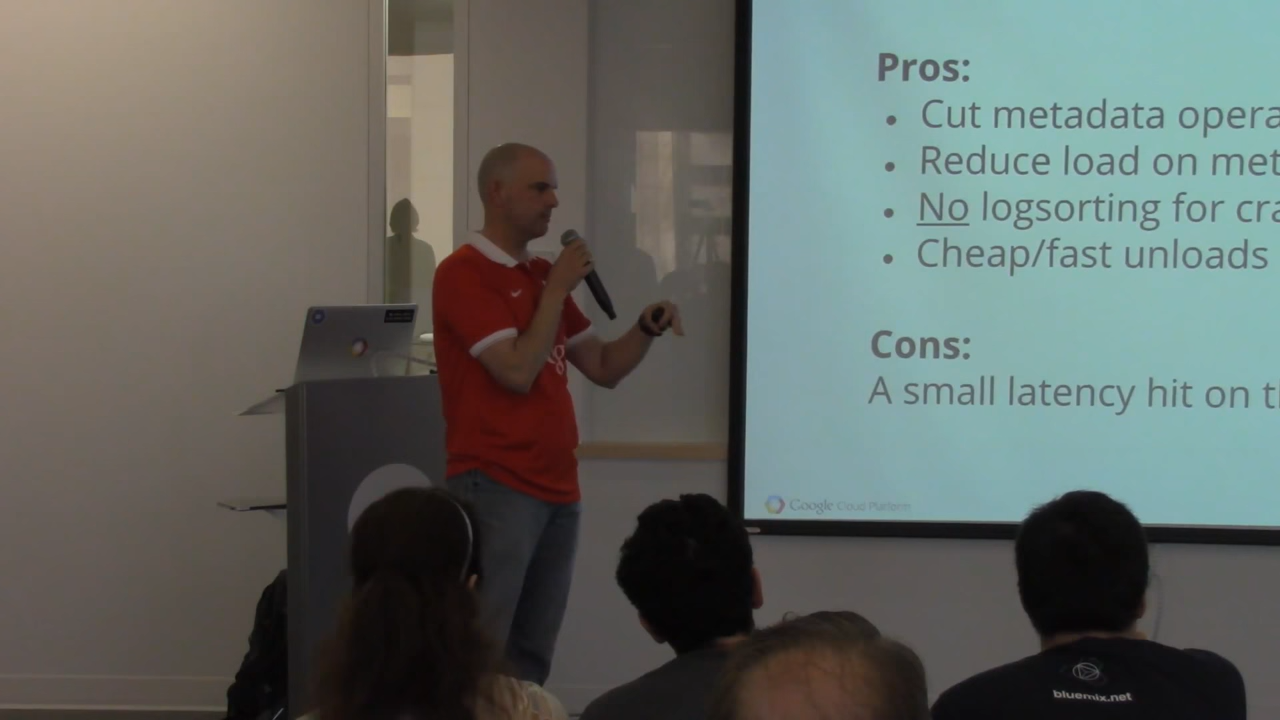 Pros:
• Cut metadata opera
• Reduce load on met
• No logsorting for cra
• Cheap/fast unloads
Cons:
A small latency hit on t
Google Cloud Platform
bluemix.net